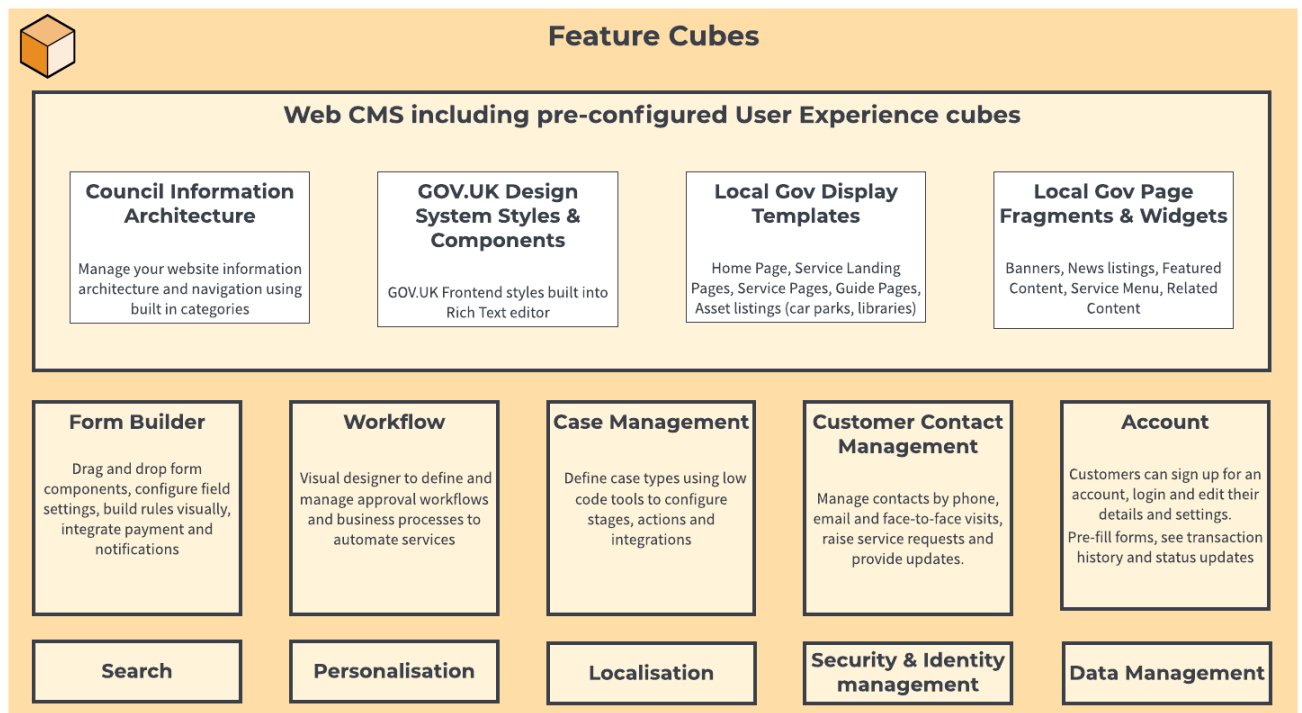 Feature Cubes
Web CMS including pre-configured User Experience cubes
Council Information
Architecture
Manage your website information
architecture and navigation using
built in categories
GOV.UK Design
System Styles &
Components
GOV.UK Frontend styles built into
Rich Text editor
Local Gov Display
Templates
Home Page, Service Landing
Pages, Service Pages, Guide Pages,
Asset listings (car parks, libraries)
Local Gov Page
Fragments & Widgets
Banners, News listings, Featured
Content, Service Menu, Related
Content
Form Builder
Drag and drop form
components, configure field
settings, build rules visually,
integrate payment and
notifications
Workflow
Visual designer to define and
manage approval workflows
and business processes to
automate services
Case Management
Define case types using low
code tools to configure
stages, actions and
integrations
Customer Contact
Management
Manage contacts by phone,
email and face-to-face visits,
raise service requests and
provide updates.
Account
Customers can sign up for an
account, login and edit their
details and settings.
Pre-fill forms, see transaction
history and status updates
Search
Personalisation
Localisation
Security & Identity
management
Data Management